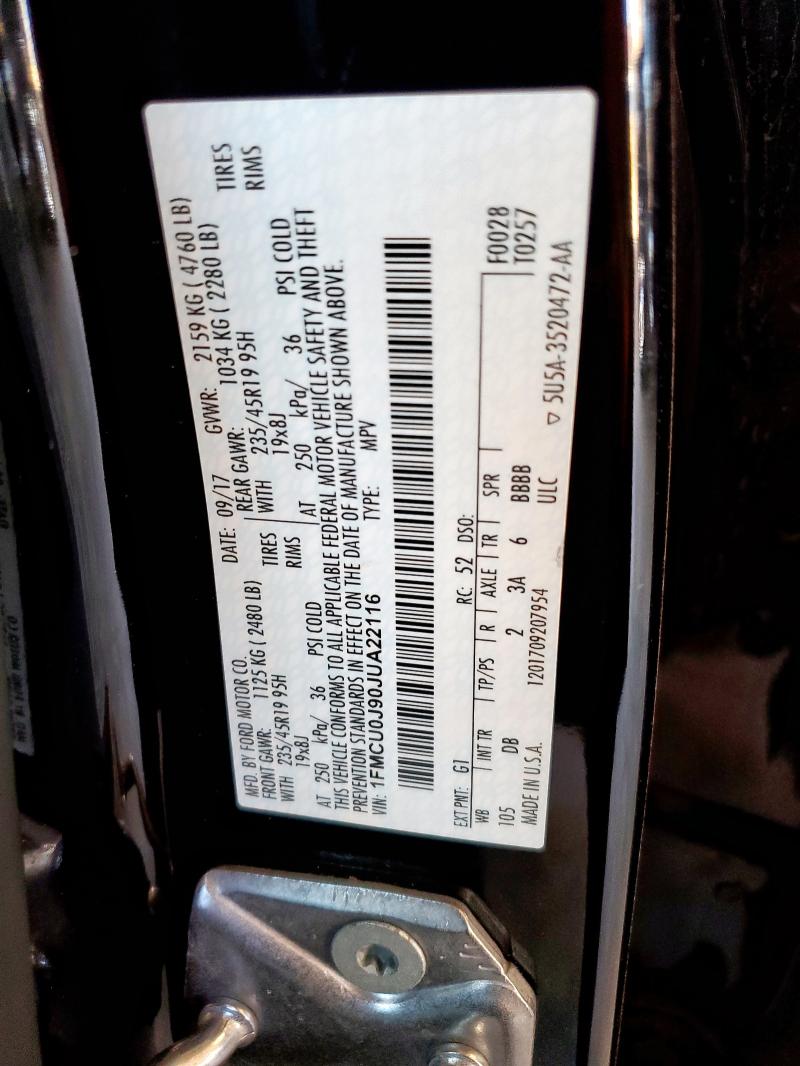 MFD. BY FORD MOTOR CO.
DATE: 09/17 GVWR: 2159 KG ( 4760 LB)
FRONT GAWR: 1125 KG ( 2480 LB) REAR GAWR: 1034 KG ( 2280 LB)
WITH 235/45R19 95H TIRES WITH 235/45R19 95H TIRES
19x8J RIMS 19x8J RIMS
AT 250 kPa/ 36 PSI COLD AT 250 kPa/ 36 PSI COLD
THIS VEHICLE CONFORMS TO ALL APPLICABLE FEDERAL MOTOR VEHICLE SAFETY AND THEFT
PREVENTION STANDARDS IN EFFECT ON THE DATE OF MANUFACTURE SHOWN ABOVE.
VIN: 1FMCU0J90JUA22116 TYPE: MPV
EXT PNT: G1 RC: 52 DSO:
WB INT TR TP/PS R AXLE TR SPR F0028
T0257
105 DB 2 3A 6 BBBB
MADE IN U.S.A. 1201709207954 ULC ▽ 5U5A-3520472-AA